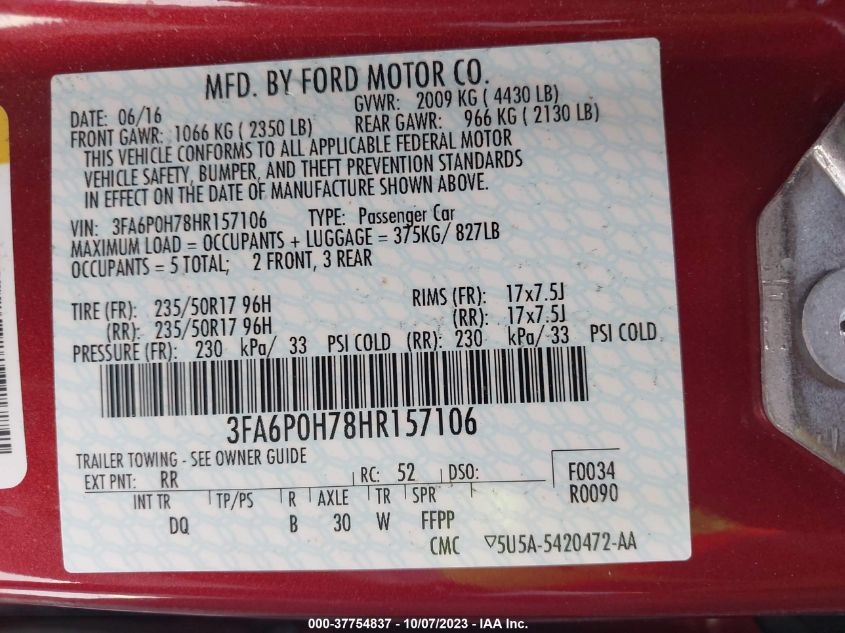 MFD. BY FORD MOTOR CO.
DATE: 06/16 GVWR: 2009 KG ( 4430 LB)
FRONT GAWR: 1066 KG ( 2350 LB) REAR GAWR: 966 KG ( 2130 LB)
THIS VEHICLE CONFORMS TO ALL APPLICABLE FEDERAL MOTOR
VEHICLE SAFETY, BUMPER, AND THEFT PREVENTION STANDARDS
IN EFFECT ON THE DATE OF MANUFACTURE SHOWN ABOVE.
VIN: 3FA6P0H78HR157106 TYPE: Passenger Car
MAXIMUM LOAD = OCCUPANTS + LUGGAGE = 375KG/ 827LB
OCCUPANTS = 5 TOTAL; 2 FRONT, 3 REAR
TIRE (FR): 235/50R17 96H RIMS (FR): 17x7.5J
(RR): 235/50R17 96H (RR): 17x7.5J
PRESSURE (FR): 230 kPa/ 33 PSI COLD (RR): 230 kPa/ 33 PSI COLD
3FA6P0H78HR157106
TRAILER TOWING - SEE OWNER GUIDE
EXT PNT: RR RC: 52 DSO: F0034
R0090
INT TR TP/PS R AXLE TR SPR
DQ B 30 W FFPP
CMC ▽5U5A-5420472-AA
000-37754837 - 10/07/2023 - IAA Inc.